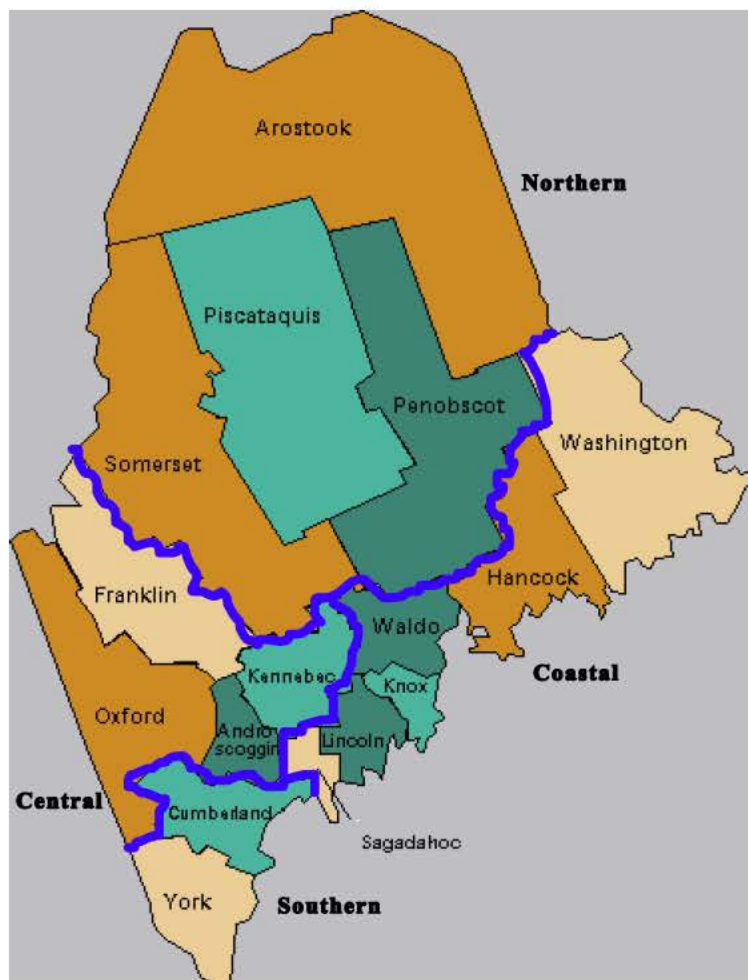 Arostook
Northern
Piscataquis
Penobscot
Washington
Somerset
Hancock
Franklin
Waldo
Coastal
Kennebec
Knox
Oxford
Andro
scoggin
Lincoln
Central
Cumberland
Sagadahoc
York
Southern